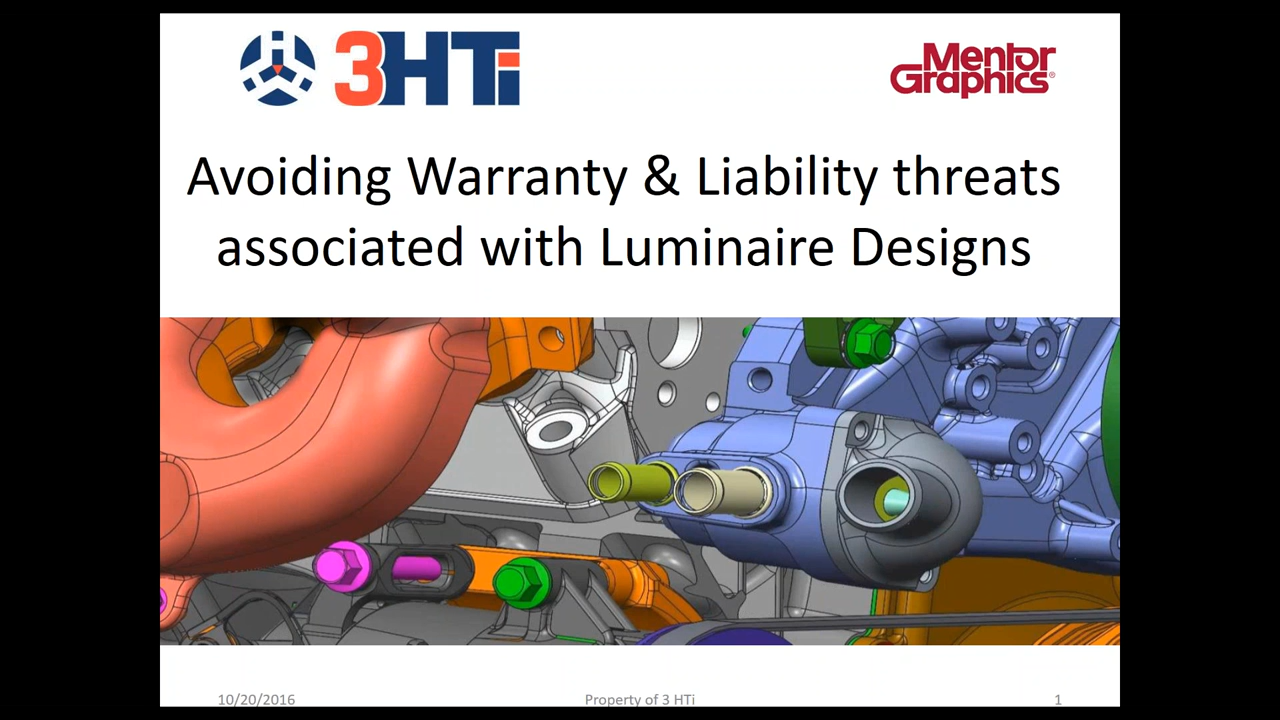 3HTi
Mentor
Graphics®
Avoiding Warranty & Liability threats
associated with Luminaire Designs
10/20/2016
Property of 3 HTi
1